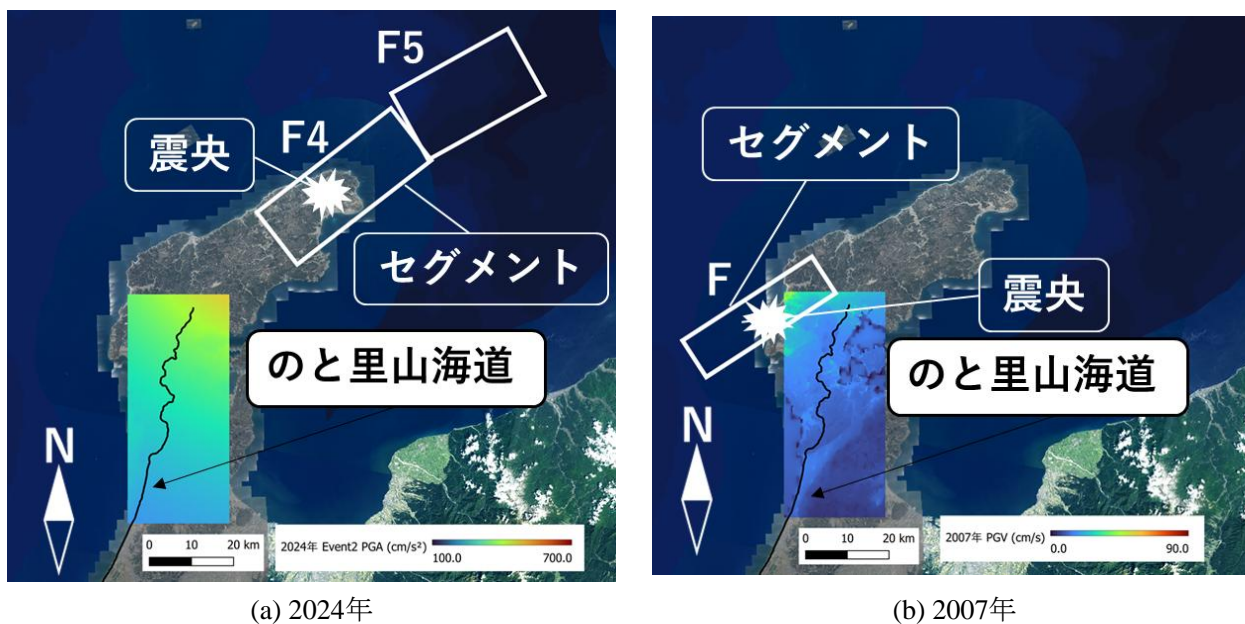 F5
F4
震央
セグメント
のと里山海道
N
0 10 20 km
2024年 Event2 PGA (cm/s²)
100.0 700.0
(a) 2024年
セグメント
F
震央
のと里山海道
N
0 10 20 km
2007年 PGV (cm/s)
0.0 90.0
(b) 2007年